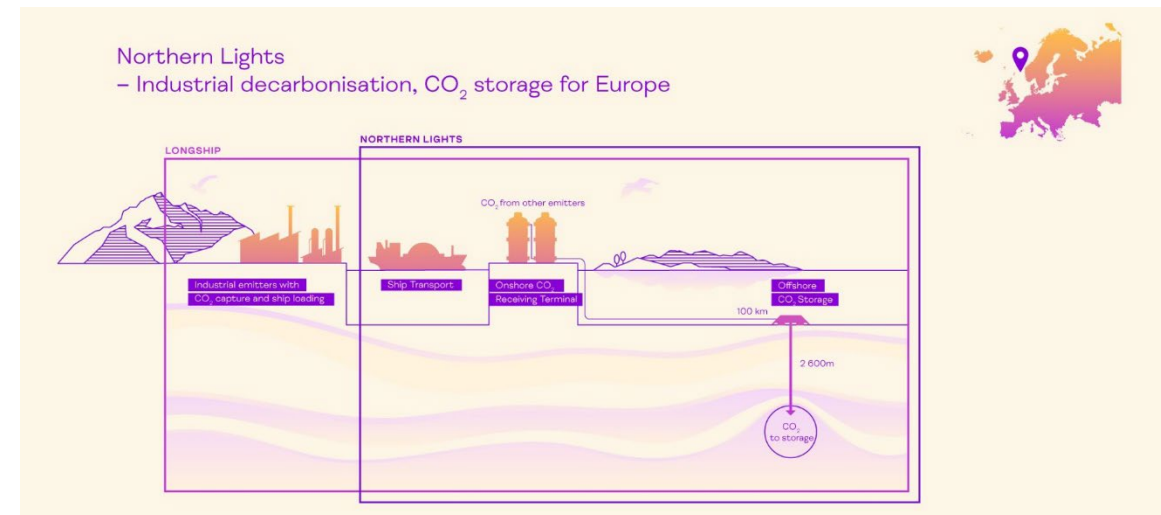 Northern Lights
– Industrial decarbonisation, CO₂ storage for Europe
NORTHERN LIGHTS
LONGSHIP
CO₂ from other emitters
Industrial emitters with
CO₂ capture and ship loading
Ship Transport
Onshore CO₂
Receiving Terminal
Offshore
CO₂ Storage
100 km
2 600m
CO₂
to storage